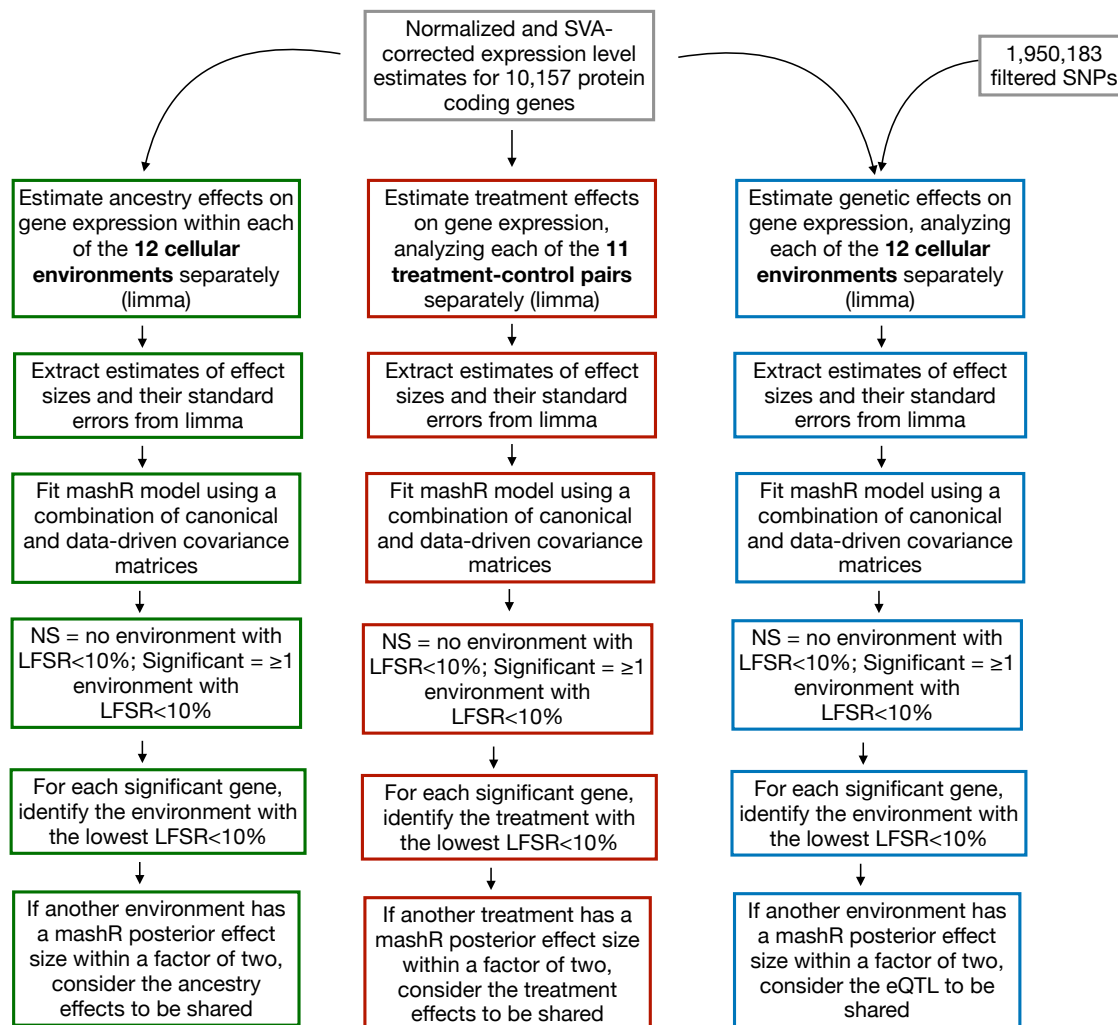 Normalized and SVA-
corrected expression level
estimates for 10,157 protein
coding genes
1,950,183
filtered SNPs
Estimate ancestry effects on
gene expression within each
of the 12 cellular
environments separately
(limma)
Extract estimates of effect
sizes and their standard
errors from limma
Fit mashR model using a
combination of canonical
and data-driven covariance
matrices
NS = no environment with
LFSR<10%; Significant = ≥1
environment with
LFSR<10%
For each significant gene,
identify the environment with
the lowest LFSR<10%
If another environment has
a mashR posterior effect
size within a factor of two,
consider the ancestry
effects to be shared
Estimate treatment effects
on gene expression,
analyzing each of the 11
treatment-control pairs
separately (limma)
Extract estimates of effect
sizes and their standard
errors from limma
Fit mashR model using a
combination of canonical
and data-driven covariance
matrices
NS = no environment with
LFSR<10%; Significant = ≥1
environment with
LFSR<10%
For each significant gene,
identify the treatment with
the lowest LFSR<10%
If another treatment has a
mashR posterior effect size
within a factor of two,
consider the treatment
effects to be shared
Estimate genetic effects on
gene expression, analyzing
each of the 12 cellular
environments separately
(limma)
Extract estimates of effect
sizes and their standard
errors from limma
Fit mashR model using a
combination of canonical
and data-driven covariance
matrices
NS = no environment with
LFSR<10%; Significant = ≥1
environment with
LFSR<10%
For each significant gene,
identify the environment with
the lowest LFSR<10%
If another environment has
a mashR posterior effect
size within a factor of two,
consider the eQTL to be
shared